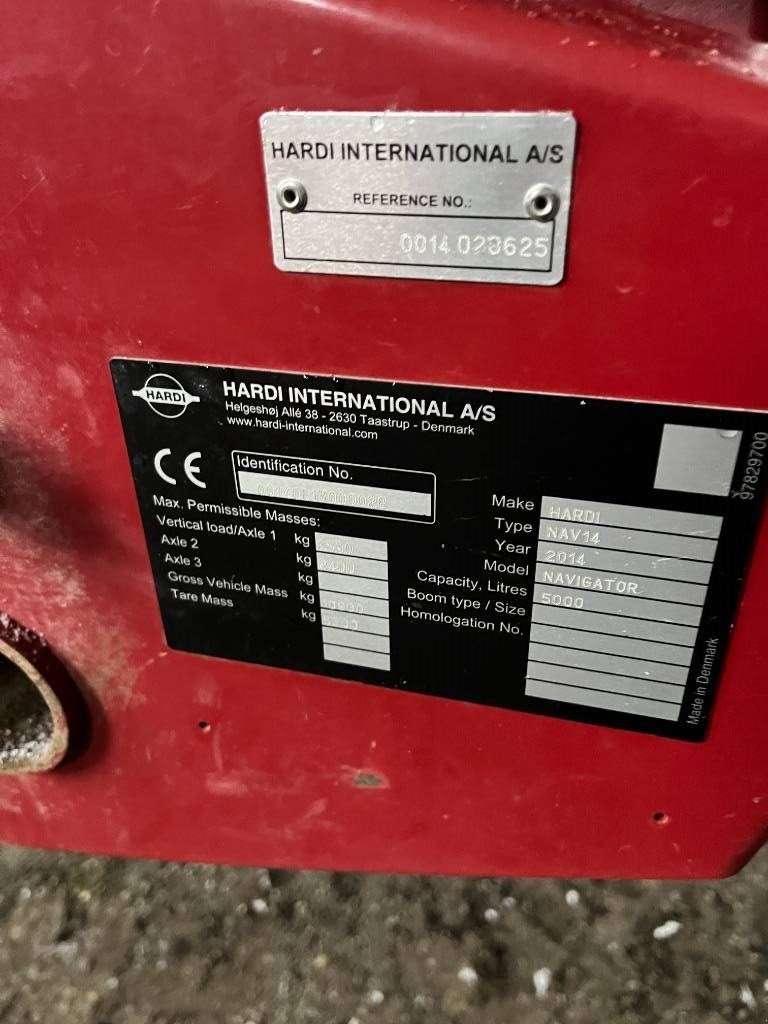 HARDI INTERNATIONAL A/S
REFERENCE NO.:
0014 023625
HARDI
HARDI INTERNATIONAL A/S
Helgeshøj Allé 38 - 2630 Taastrup - Denmark
www.hardi-international.com
CE
Identification No.
Max. Permissible Masses:
Vertical load/Axle 1 kg
Axle 2 kg
Axle 3 kg
Gross Vehicle Mass kg
Tare Mass kg
Make HARDI
Type NAV14
Year 2014
Model NAVIGATOR
Capacity, Litres 5000
Boom type / Size
Homologation No.
97829700
Made in Denmark